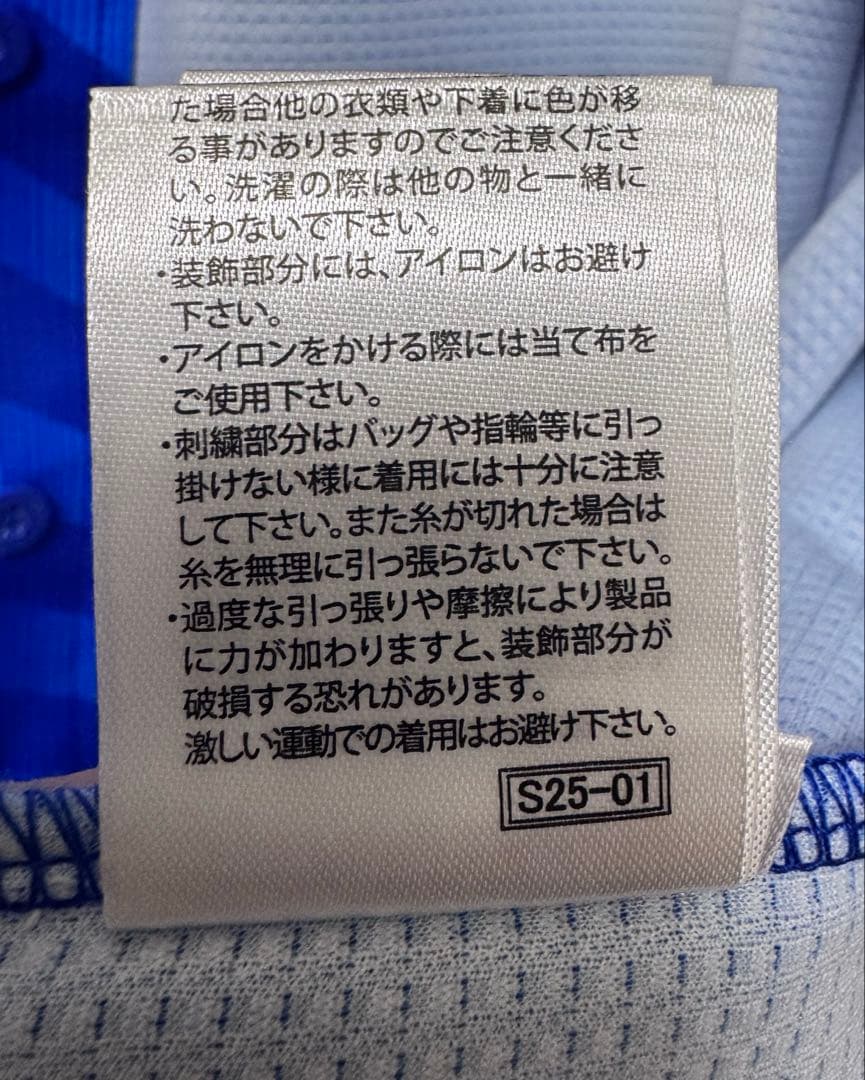 た場合他の衣類や下着に色が移
る事がありますのでご注意くださ
い。洗濯の際は他の物と一緒に
洗わないで下さい。
・装飾部分には、アイロンはお避け
下さい。
・アイロンをかける際には当て布を
ご使用下さい。
・刺繍部分はバッグや指輪等に引っ
掛けない様に着用には十分に注意
して下さい。また糸が切れた場合は
糸を無理に引っ張らないで下さい。
・過度な引っ張りや摩擦により製品
に力が加わりますと、装飾部分が
破損する恐れがあります。
激しい運動での着用はお避け下さい。
S25-01